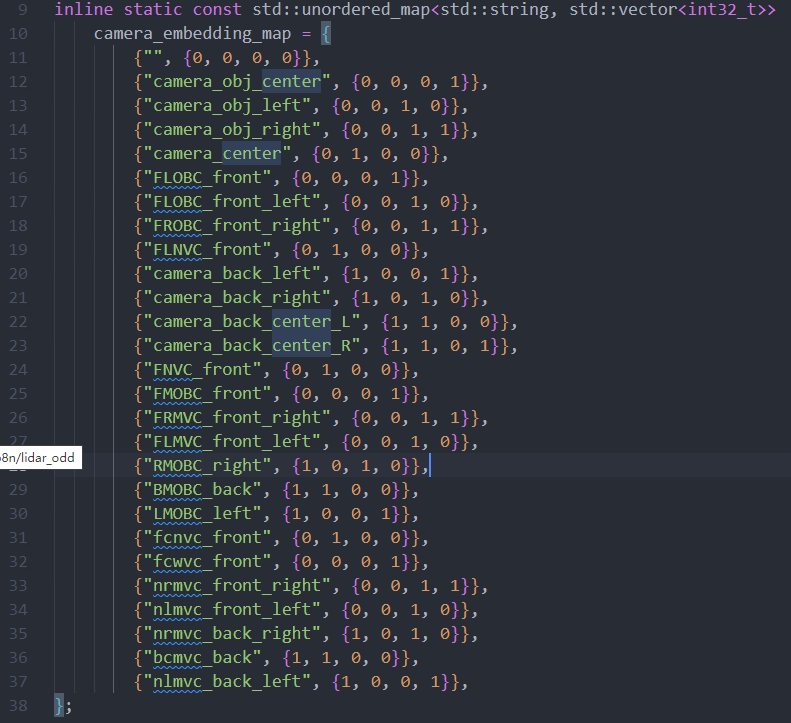 9 inline static const std::unordered_map<std::string, std::vector<int32_t>>
10 camera_embedding_map = {
11 {"", {0, 0, 0, 0}},
12 {"camera_obj_center", {0, 0, 0, 1}},
13 {"camera_obj_left", {0, 0, 1, 0}},
14 {"camera_obj_right", {0, 0, 1, 1}},
15 {"camera_center", {0, 1, 0, 0}},
16 {"FLOBC_front", {0, 0, 0, 1}},
17 {"FLOBC_front_left", {0, 0, 1, 0}},
18 {"FROBC_front_right", {0, 0, 1, 1}},
19 {"FLNVC_front", {0, 1, 0, 0}},
20 {"camera_back_left", {1, 0, 0, 1}},
21 {"camera_back_right", {1, 0, 1, 0}},
22 {"camera_back_center_L", {1, 1, 0, 0}},
23 {"camera_back_center_R", {1, 1, 0, 1}},
24 {"FNVC_front", {0, 1, 0, 0}},
25 {"FMOBC_front", {0, 0, 0, 1}},
26 {"FRMVC_front_right", {0, 0, 1, 1}},
27 {"FLMVC_front_left", {0, 0, 1, 0}},
8n/lidar_odd
{"RMOBC_right", {1, 0, 1, 0}},
29 {"BMOBC_back", {1, 1, 0, 0}},
30 {"LMOBC_left", {1, 0, 0, 1}},
31 {"fcnvc_front", {0, 1, 0, 0}},
32 {"fcwvc_front", {0, 0, 0, 1}},
33 {"nrmvc_front_right", {0, 0, 1, 1}},
34 {"nlmvc_front_left", {0, 0, 1, 0}},
35 {"nrmvc_back_right", {1, 0, 1, 0}},
36 {"bcmvc_back", {1, 1, 0, 0}},
37 {"nlmvc_back_left", {1, 0, 0, 1}},
38 };